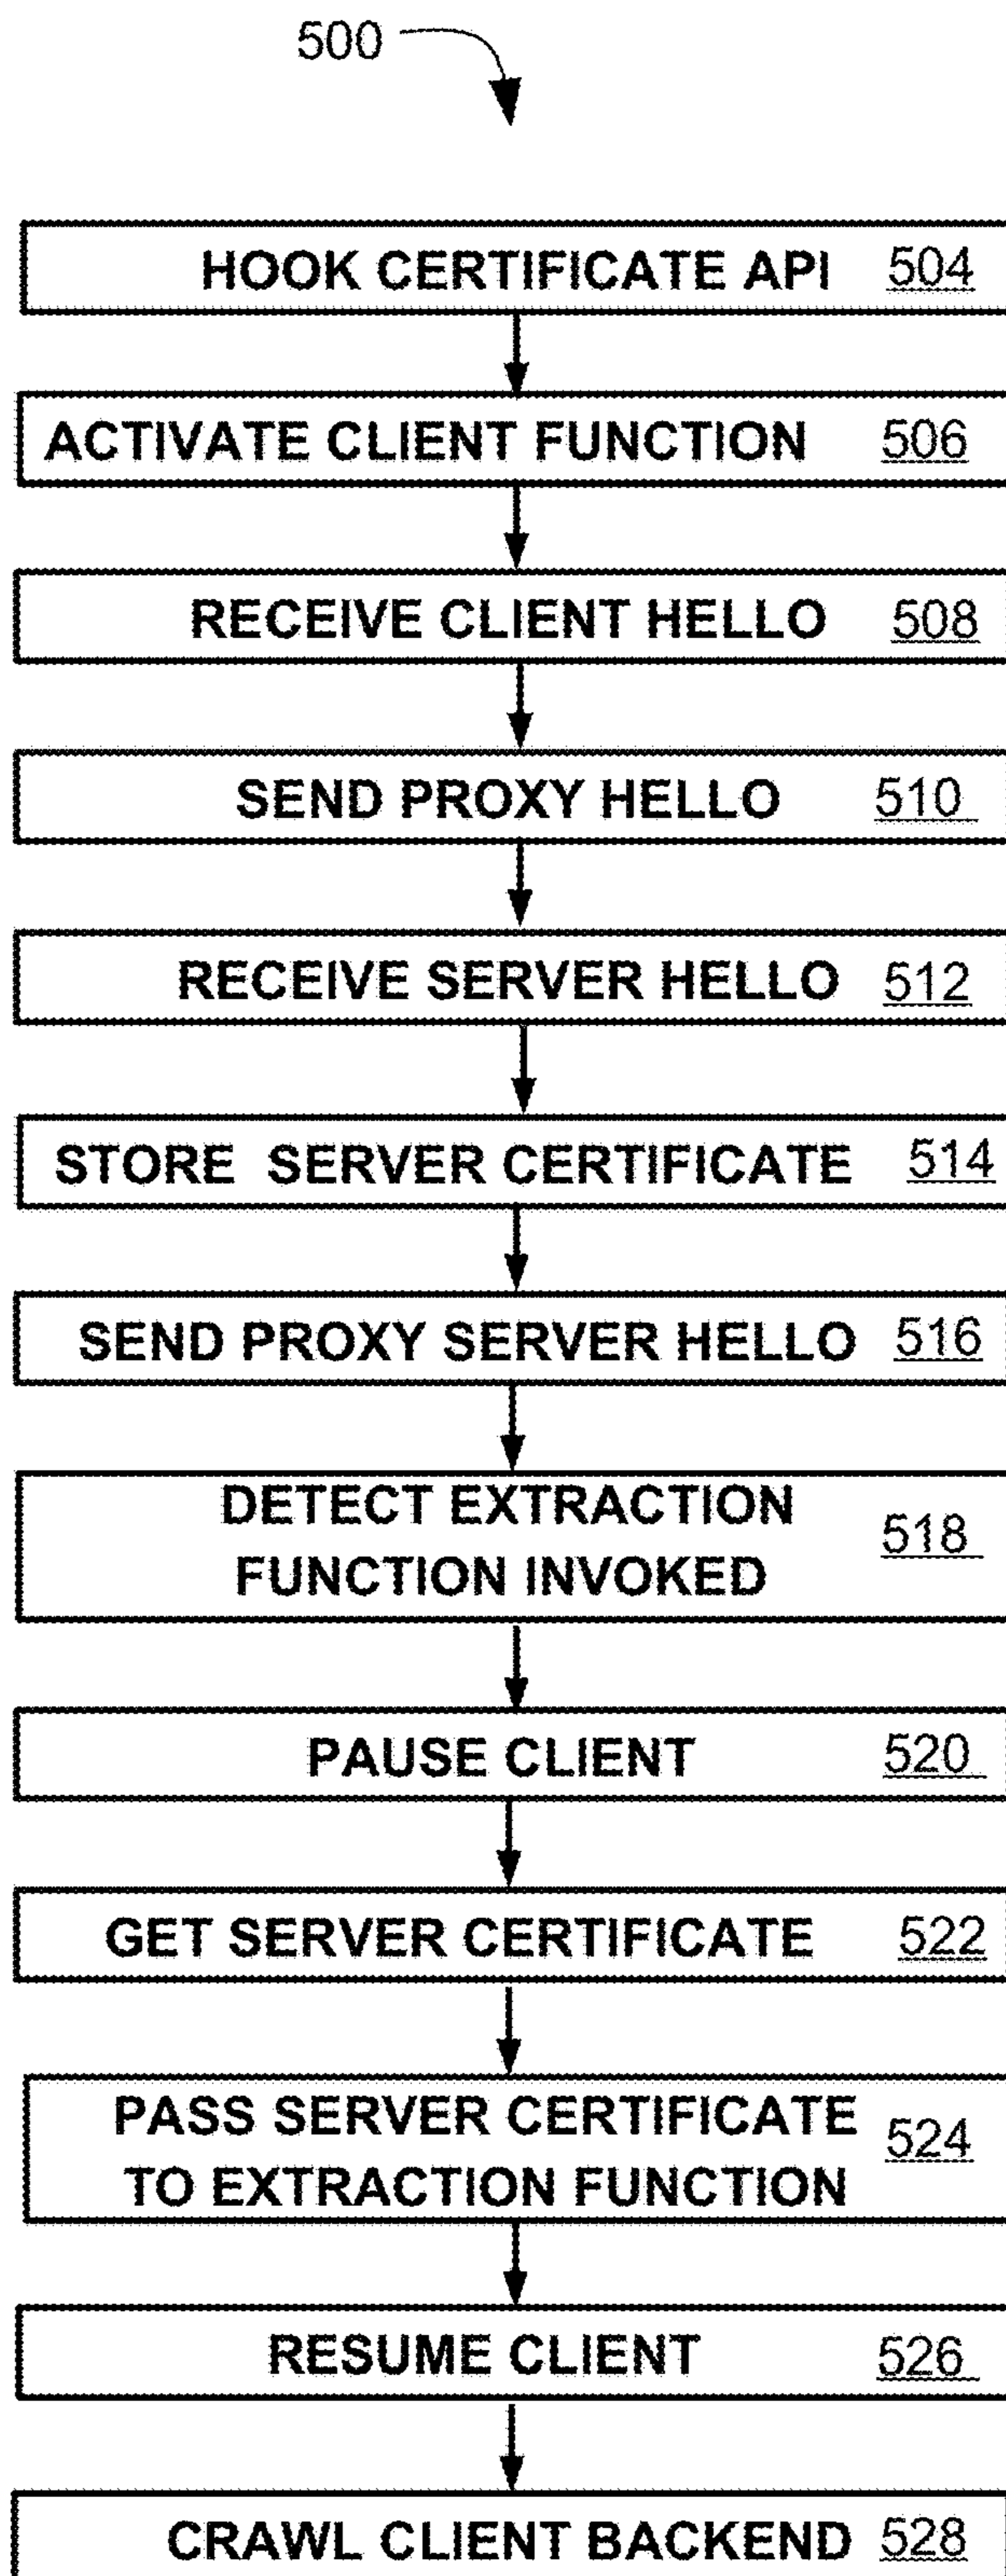 500
HOOK CERTIFICATE API 504
ACTIVATE CLIENT FUNCTION 506
RECEIVE CLIENT HELLO 508
SEND PROXY HELLO 510
RECEIVE SERVER HELLO 512
STORE SERVER CERTIFICATE 514
SEND PROXY SERVER HELLO 516
DETECT EXTRACTION
FUNCTION INVOKED 518
PAUSE CLIENT 520
GET SERVER CERTIFICATE 522
PASS SERVER CERTIFICATE
TO EXTRACTION FUNCTION 524
RESUME CLIENT 526
CRAWL CLIENT BACKEND 528